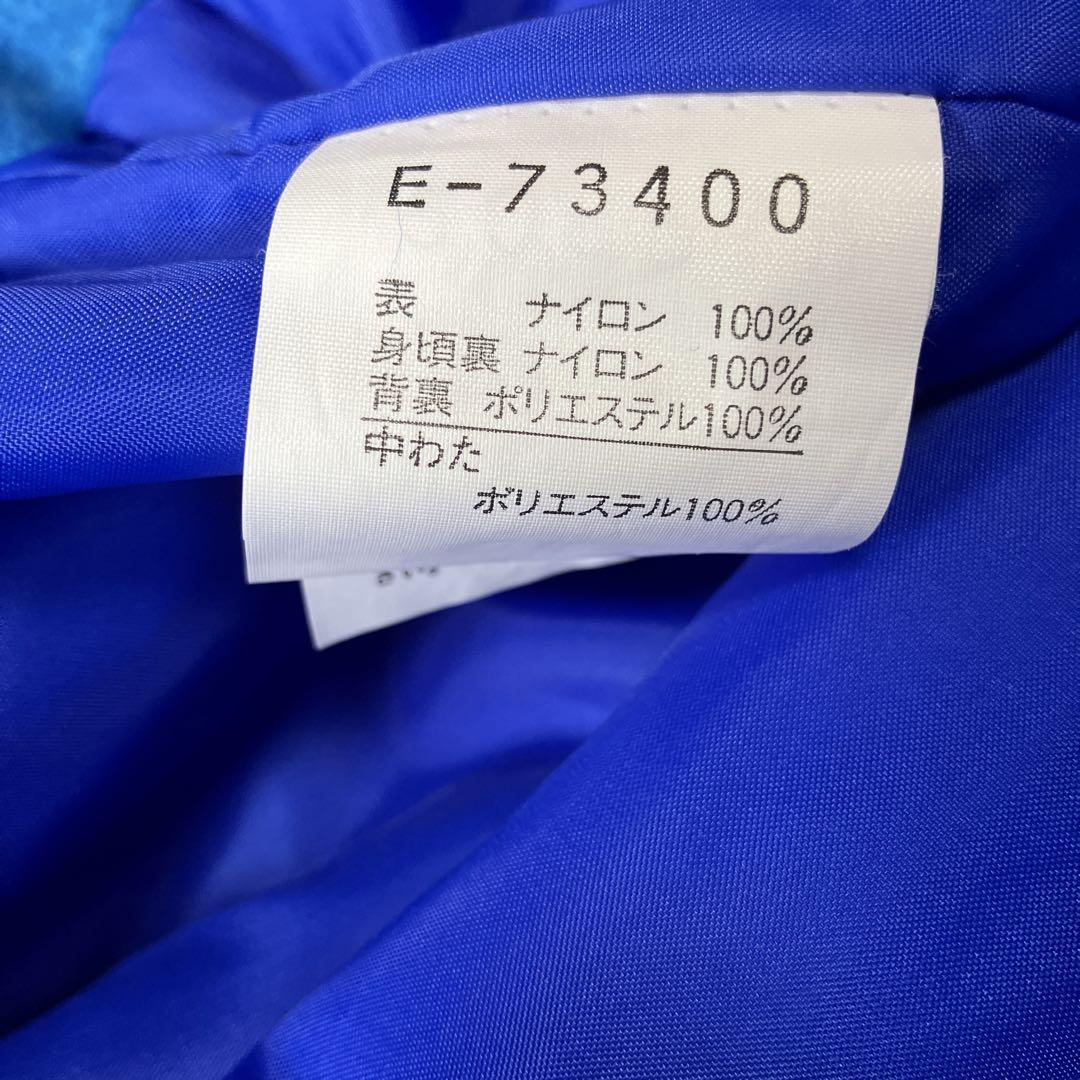 E-73400
表 ナイロン 100%
身頃裏 ナイロン 100%
背裏 ポリエステル100%
中わた
ポリエステル100%